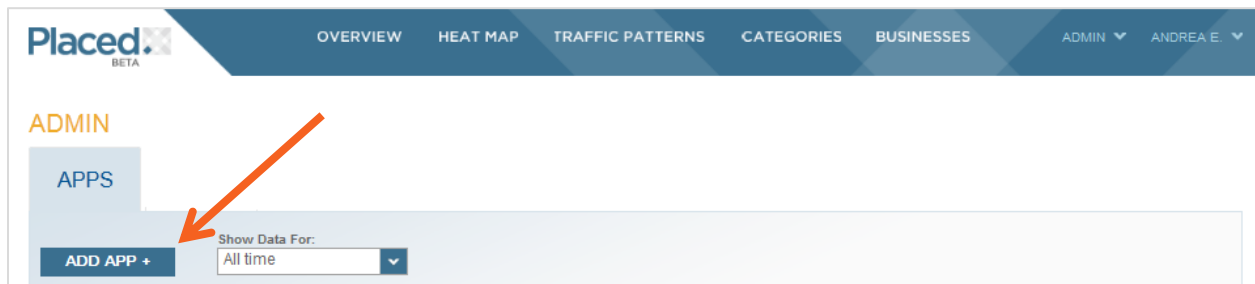 Placed.
BETA
OVERVIEW HEAT MAP TRAFFIC PATTERNS CATEGORIES BUSINESSES ADMIN ANDREA E.
ADMIN
APPS
Show Data For:
ADD APP + All time